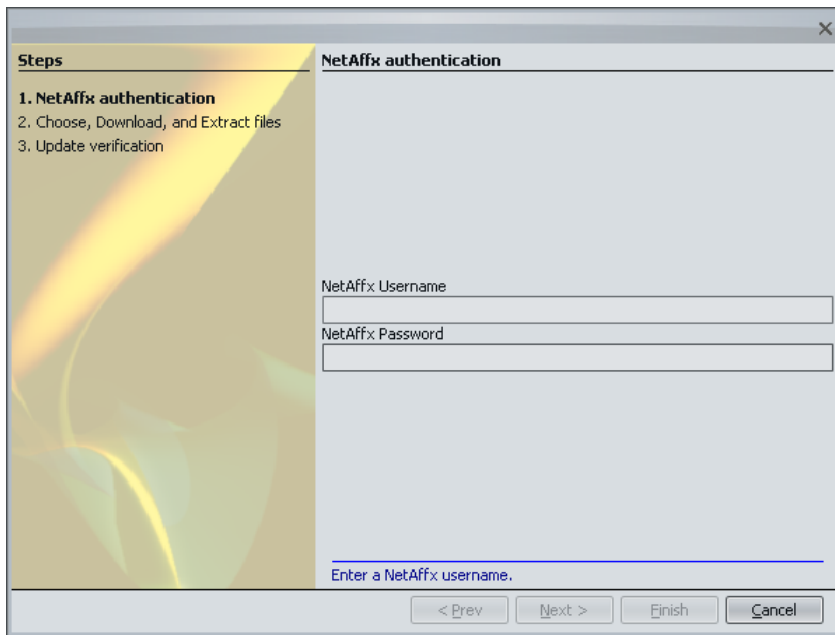 Steps
1. NetAffx authentication
2. Choose, Download, and Extract files
3. Update verification
NetAffx authentication
NetAffx Username
NetAffx Password
Enter a NetAffx username.
< Prev
Next >
Finish
Cancel